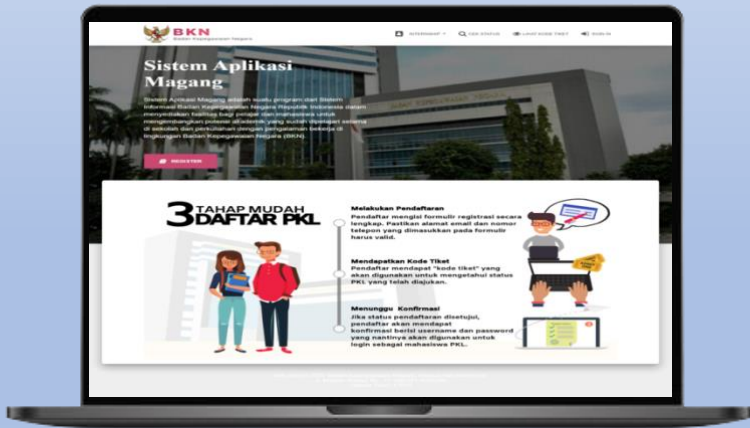 BKN
Badan Kepegawaian Negara
INTERNSHIP
CEK STATUS
LIHAT KODE TIKET
MASUK
Sistem Aplikasi
Magang
Sistem Aplikasi Magang adalah suatu program dari Sistem
Informasi Badan Kepegawaian Negara Republik Indonesia dalam
menyediakan fasilitas bagi pelajar dan mahasiswa untuk
mengimbangkan potensi akademik yang sudah dipelajari selama
di sekolah dan perkuliahan dengan pengalaman bekerja di
lingkungan Badan Kepegawaian Negara (BKN).
REGISTER
3 TAHAP MUDAH
DAFTAR PKL
Melakukan Pendaftaran
Pendaftar mengisi formulir registrasi secara
lengkap. Pastikan alamat email dan nomor
telepon yang dimasukkan pada formulir
harus valid.
Mendapatkan Kode Tiket
Pendaftar mendapat "kode tiket" yang
akan digunakan untuk mengetahui status
PKL yang telah diajukan.
Menunggu Konfirmasi
Jika status pendaftaran disetujui,
pendaftar akan mendapat
konfirmasi berisi username dan password
yang nantinya akan digunakan untuk
login sebagai mahasiswa PKL.